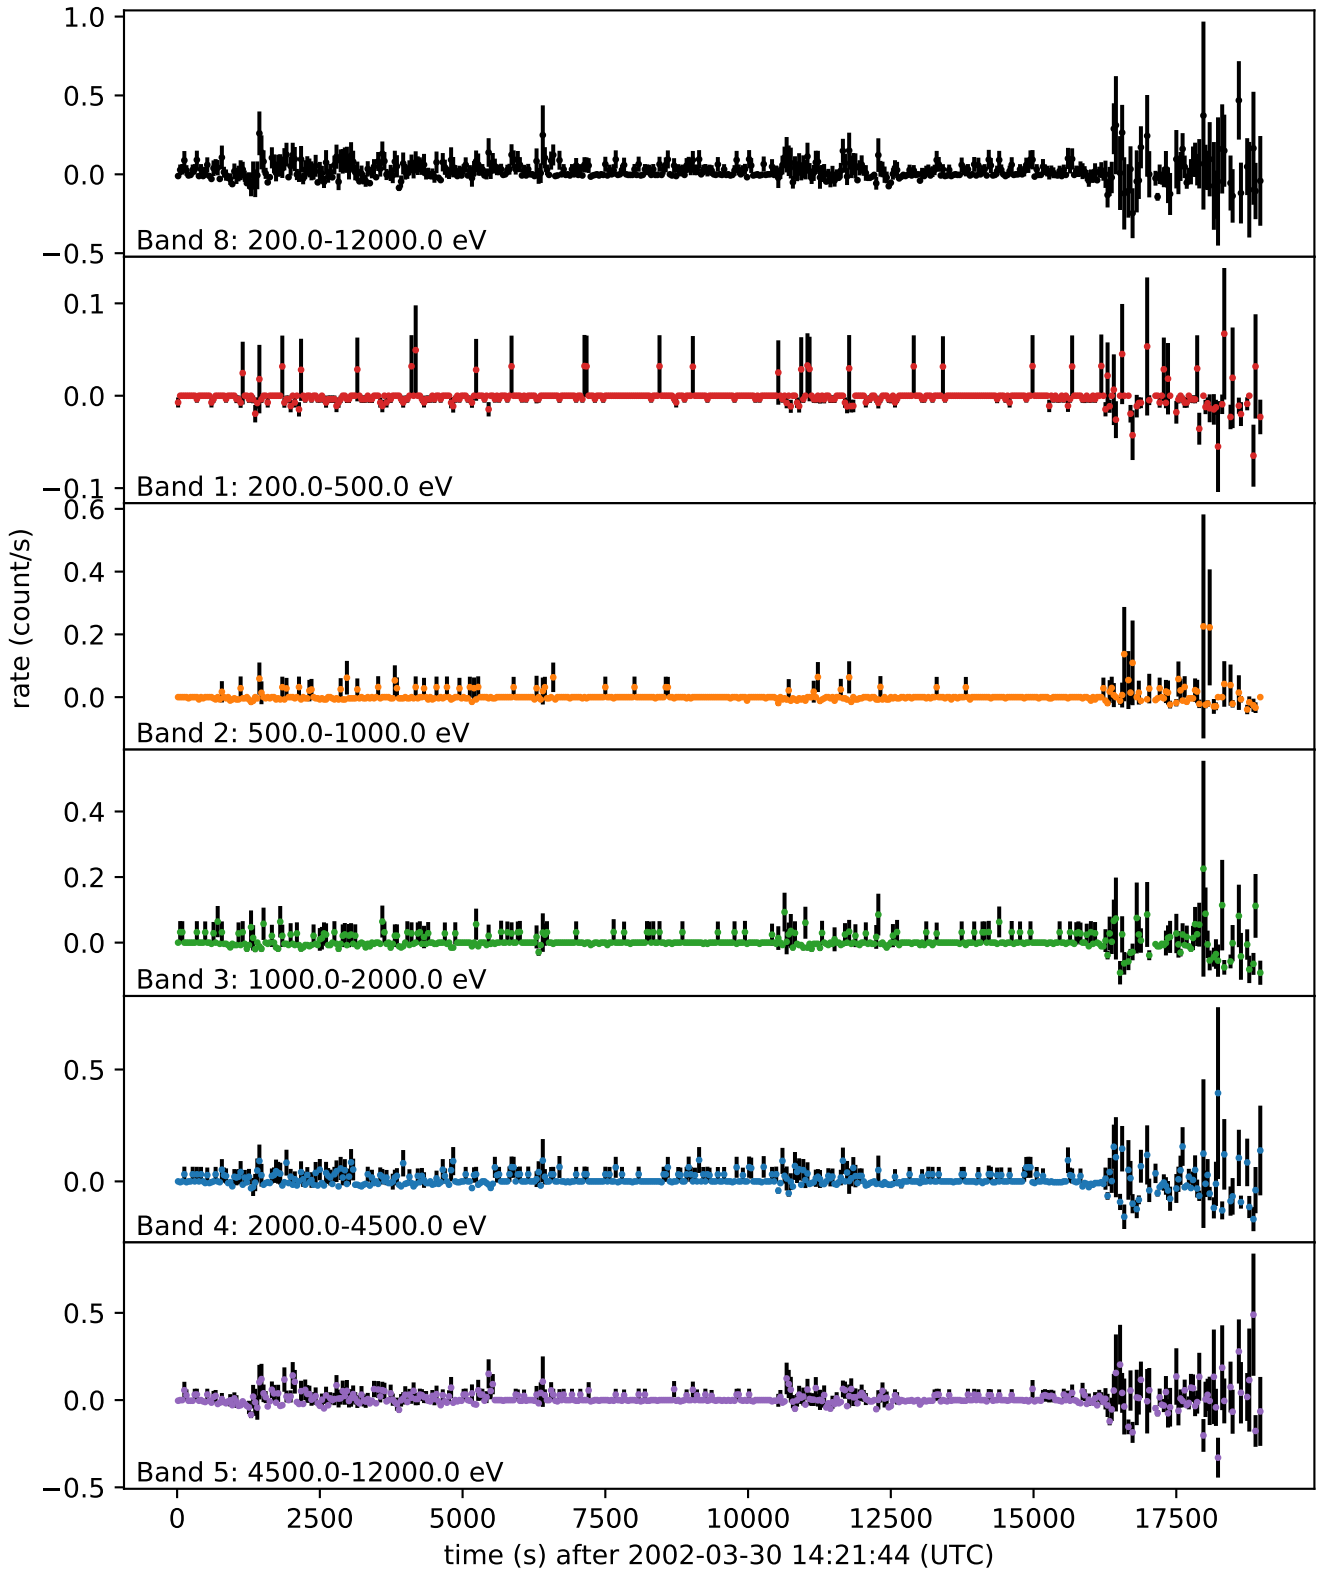 1.0
0.5
0.0
−0.5
Band 8: 200.0-12000.0 eV
0.1
0.0
−0.1
Band 1: 200.0-500.0 eV
0.6
0.4
0.2
0.0
Band 2: 500.0-1000.0 eV
rate (count/s)
0.4
0.2
0.0
Band 3: 1000.0-2000.0 eV
0.5
0.0
Band 4: 2000.0-4500.0 eV
0.5
0.0
−0.5
Band 5: 4500.0-12000.0 eV
0 2500 5000 7500 10000 12500 15000 17500
time (s) after 2002-03-30 14:21:44 (UTC)